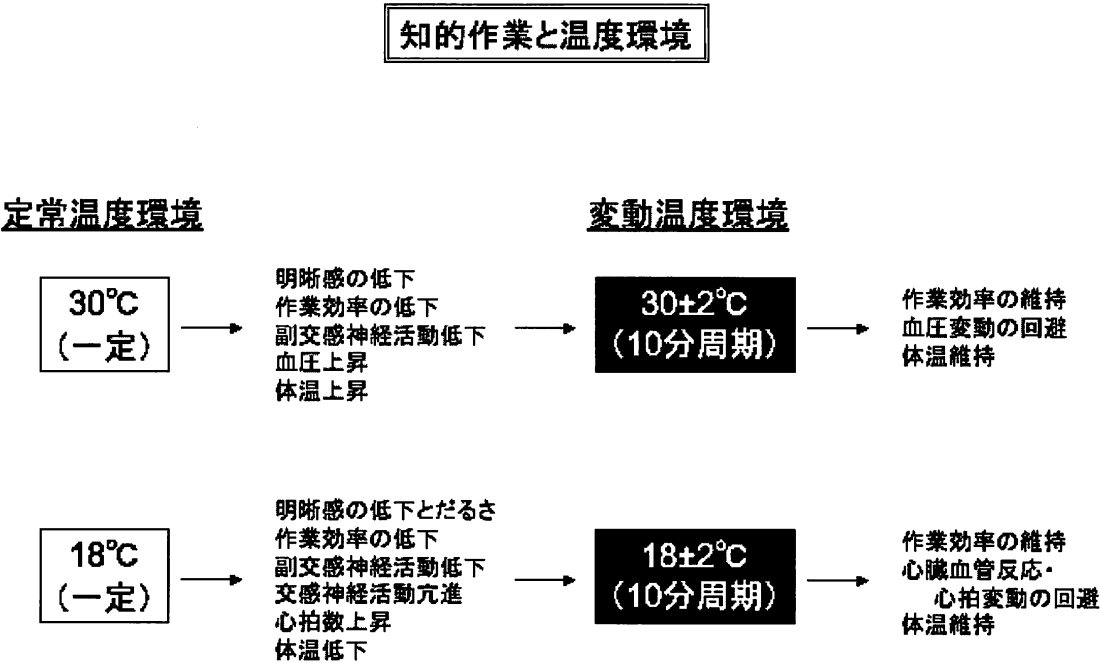 知的作業と温度環境
定常温度環境
変動温度環境
30℃
(一定)
明晰感の低下
作業効率の低下
副交感神経活動低下
血圧上昇
体温上昇
30±2℃
(10分周期)
作業効率の維持
血圧変動の回避
体温維持
18℃
(一定)
明晰感の低下とだるさ
作業効率の低下
副交感神経活動低下
交感神経活動亢進
心拍数上昇
体温低下
18±2℃
(10分周期)
作業効率の維持
心臓血管反応・
心拍変動の回避
体温維持